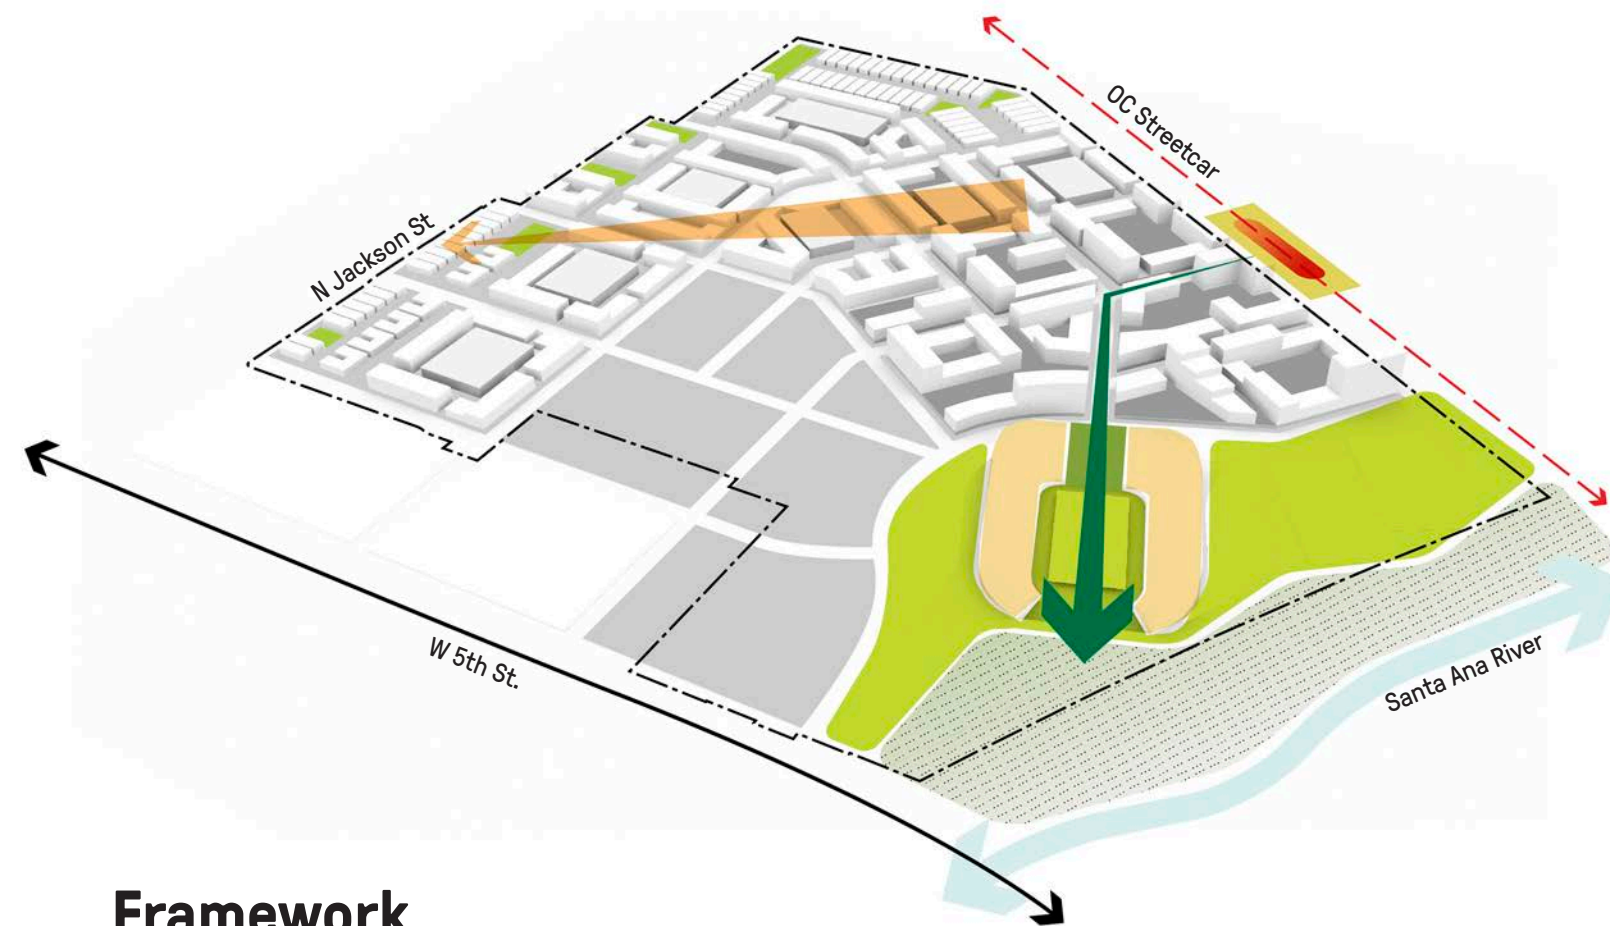 OC Streetcar
N Jackson St
W 5th St.
Santa Ana River
Framework